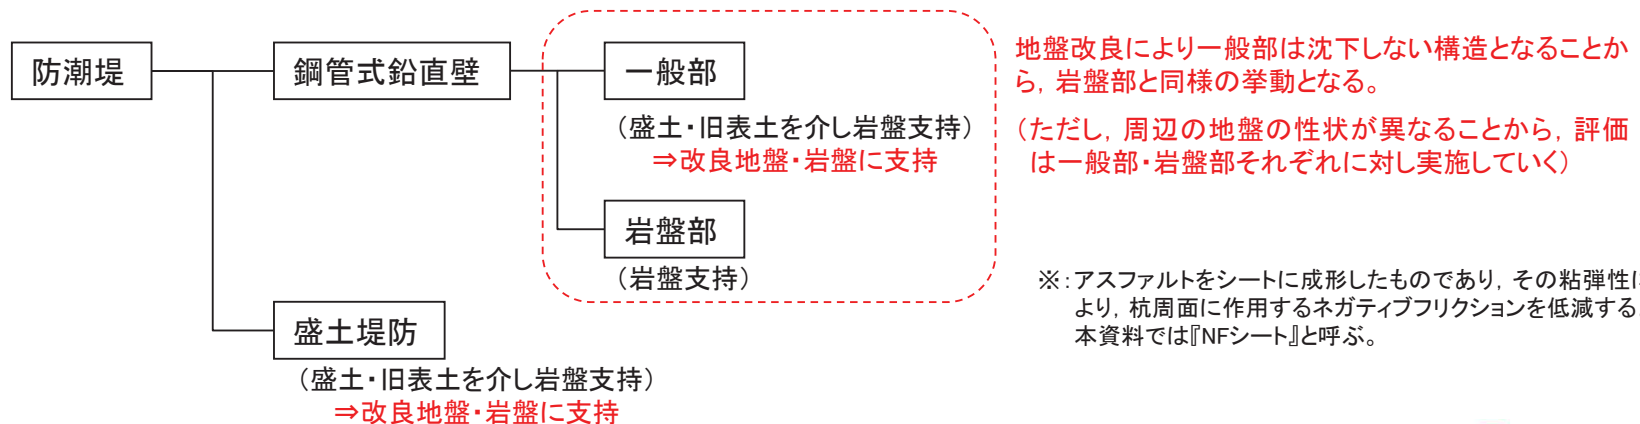 防潮堤
鋼管式鉛直壁
一般部
(盛土・旧表土を介し岩盤支持)
⇒改良地盤・岩盤に支持
岩盤部
(岩盤支持)
盛土堤防
(盛土・旧表土を介し岩盤支持)
⇒改良地盤・岩盤に支持
地盤改良により一般部は沈下しない構造となることか
ら,岩盤部と同様の挙動となる。
(ただし,周辺の地盤の性状が異なることから,評価
は一般部・岩盤部それぞれに対し実施していく)
※:アスファルトをシートに成形したものであり,その粘弾性に
より,杭周面に作用するネガティブフリクションを低減する
本資料では『NFシート』と呼ぶ。